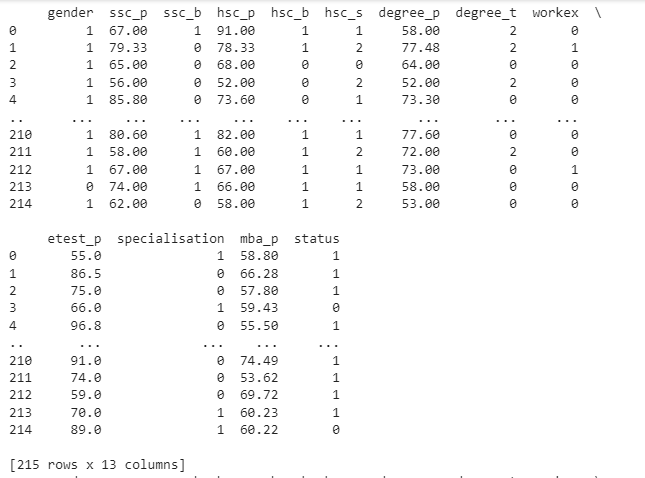 gender ssc_p ssc_b hsc_p hsc_b hsc_s degree_p degree_t workex \
0 1 67.00 1 91.00 1 1 58.00 2 0
1 1 79.33 0 78.33 1 2 77.48 2 1
2 1 65.00 0 68.00 0 0 64.00 0 0
3 1 56.00 0 52.00 0 2 52.00 2 0
4 1 85.80 0 73.60 0 1 73.30 0 0
.. ... ... ... ... ... ... ... ... ...
210 1 80.60 1 82.00 1 1 77.60 0 0
211 1 58.00 1 60.00 1 2 72.00 2 0
212 1 67.00 1 67.00 1 1 73.00 0 1
213 0 74.00 1 66.00 1 1 58.00 0 0
214 1 62.00 0 58.00 1 2 53.00 0 0
etest_p specialisation mba_p status
0 55.0 1 58.80 1
1 86.5 0 66.28 1
2 75.0 0 57.80 1
3 66.0 1 59.43 0
4 96.8 0 55.50 1
.. ... ... ... ...
210 91.0 0 74.49 1
211 74.0 0 53.62 1
212 59.0 0 69.72 1
213 70.0 1 60.23 1
214 89.0 1 60.22 0
[215 rows x 13 columns]